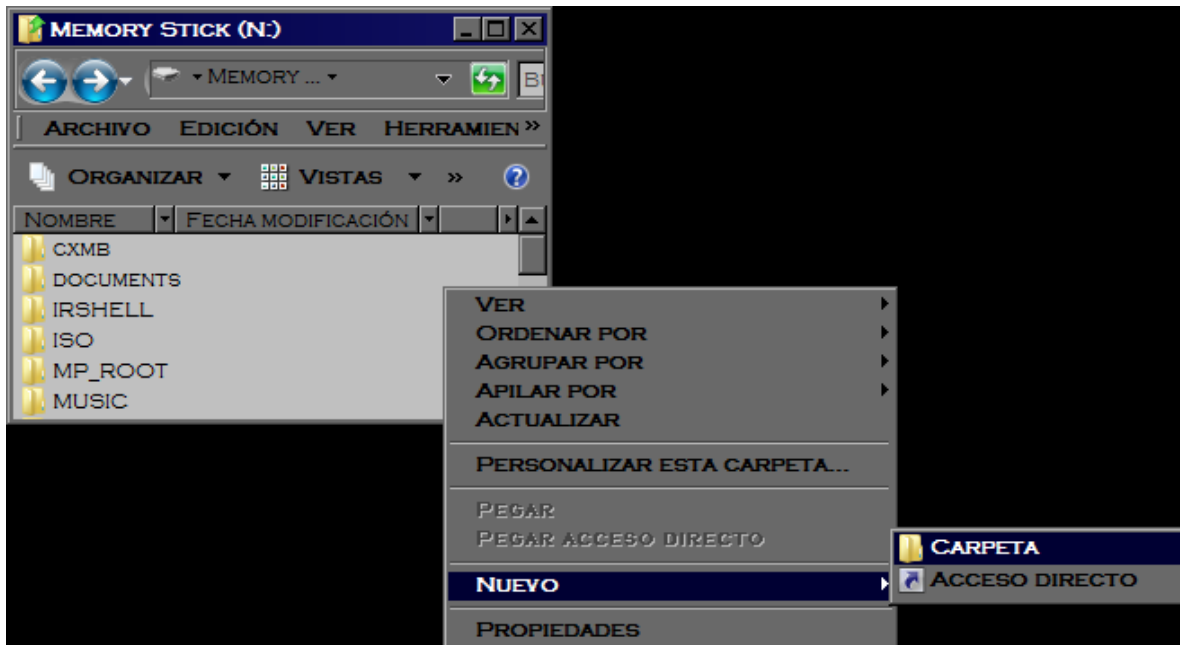 Memory Stick (N:)
Memory ...
Archivo Edición Ver Herramien »
Organizar Vistas »
Nombre Fecha modificación
CXMB
DOCUMENTS
IRSHELL
ISO
MP_ROOT
MUSIC
Ver
Ordenar por
Agrupar por
Apilar por
Actualizar
Personalizar esta carpeta...
Pegar
Pegar acceso directo
Nuevo
Carpeta
Acceso directo
Propiedades